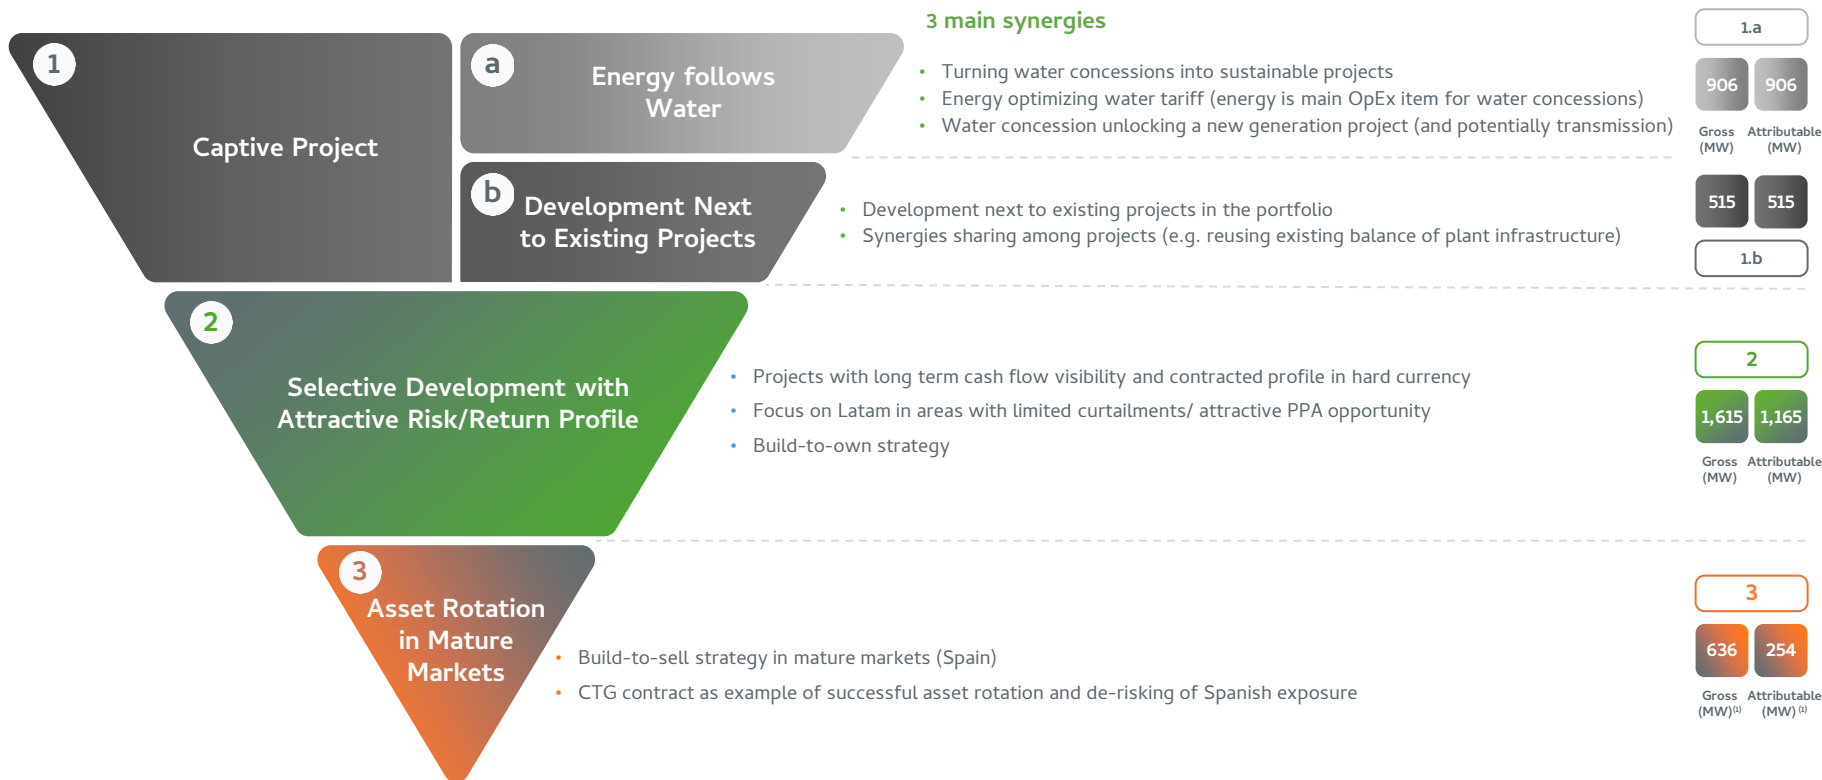 3 main synergies
1
Captive Project
a
Energy follows
Water
• Turning water concessions into sustainable projects
• Energy optimizing water tariff (energy is main OpEx item for water concessions)
• Water concession unlocking a new generation project (and potentially transmission)
1.a
906 906
Gross Attributable
(MW) (MW)
b
Development Next
to Existing Projects
• Development next to existing projects in the portfolio
• Synergies sharing among projects (e.g. reusing existing balance of plant infrastructure)
515 515
1.b
2
Selective Development with
Attractive Risk/Return Profile
• Projects with long term cash flow visibility and contracted profile in hard currency
• Focus on Latam in areas with limited curtailments/ attractive PPA opportunity
• Build-to-own strategy
2
1,615 1,165
Gross Attributable
(MW) (MW)
3
Asset Rotation
in Mature
Markets
• Build-to-sell strategy in mature markets (Spain)
• CTG contract as example of successful asset rotation and de-risking of Spanish exposure
3
636 254
Gross Attributable
(MW)(1) (MW) (1)